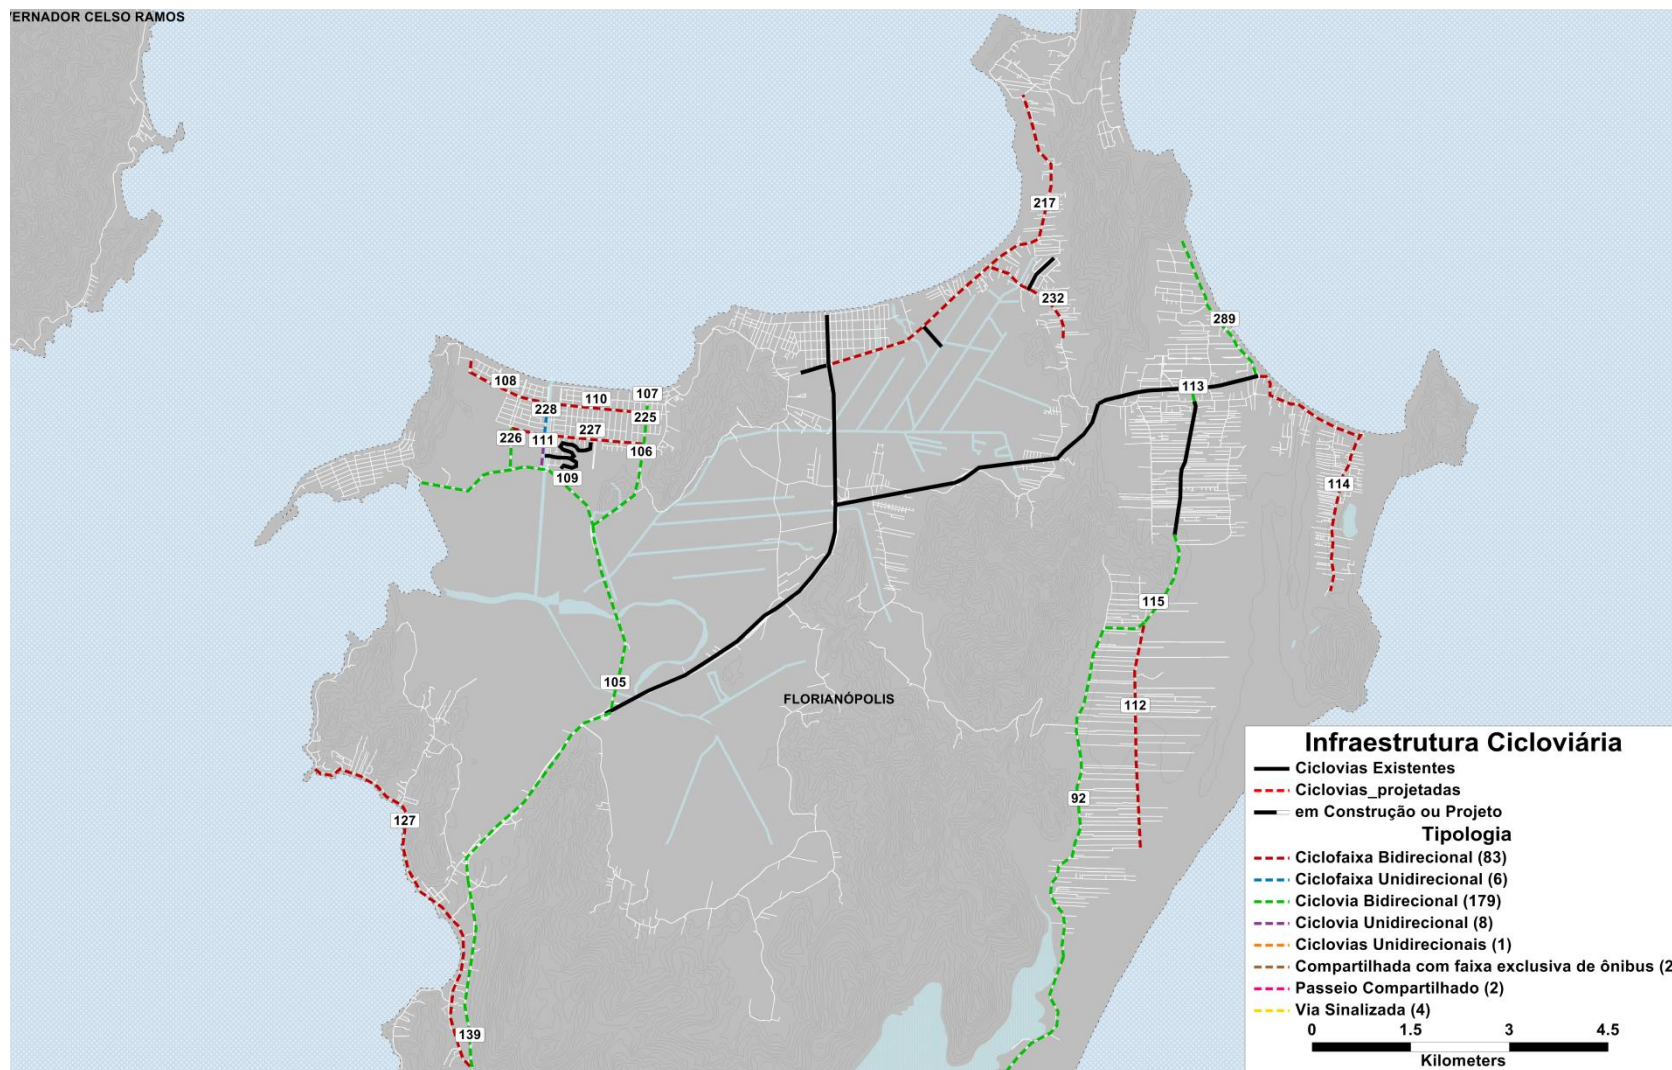 VERNADOR CELSO RAMOS
217
232
289
108
110
107
113
228
225
226
111
227
106
109
114
115
105
FLORIANÓPOLIS
112
92
127
139
Infraestrutura Cicloviária
Ciclovias Existentes
Ciclovias_projetadas
em Construção ou Projeto
Tipologia
Ciclofaixa Bidirecional (83)
Ciclofaixa Unidirecional (6)
Ciclovia Bidirecional (179)
Ciclovia Unidirecional (8)
Ciclovias Unidirecionais (1)
Compartilhada com faixa exclusiva de ônibus (2
Passeio Compartilhado (2)
Via Sinalizada (4)
0 1.5 3 4.5
Kilometers